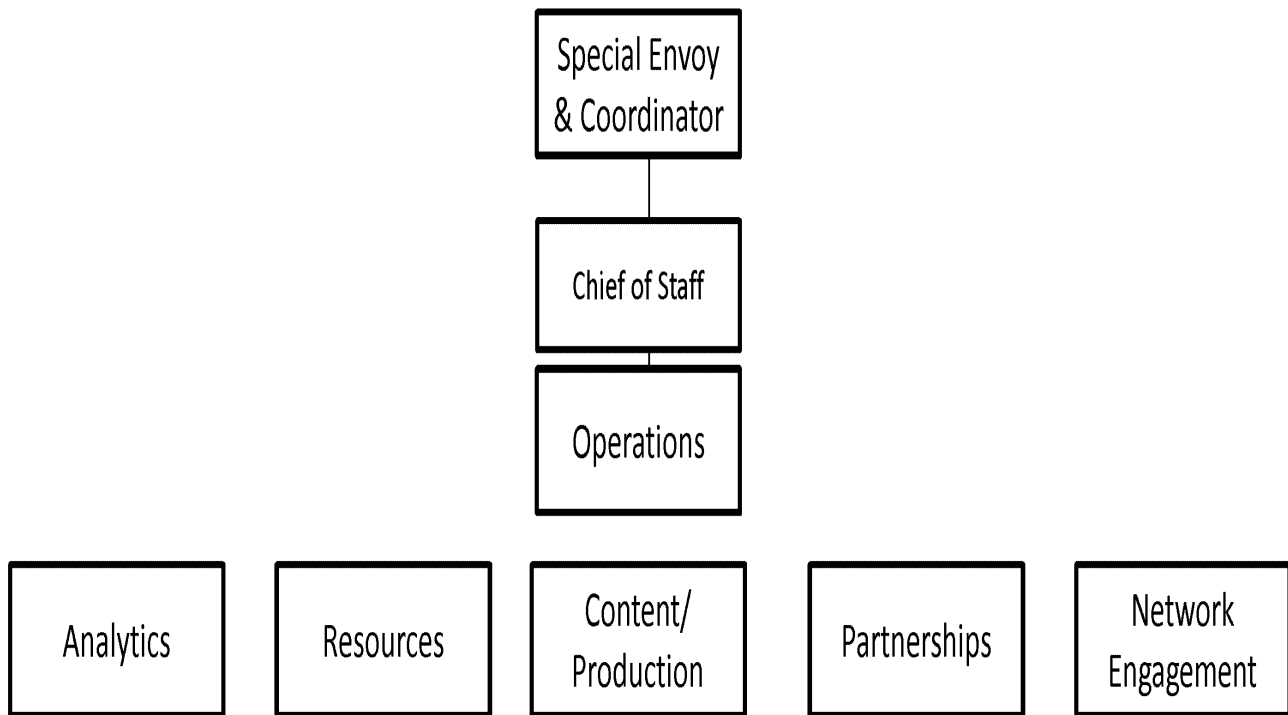 Special Envoy
& Coordinator
Chief of Staff
Operations
Analytics
Resources
Content/
Production
Partnerships
Network
Engagement